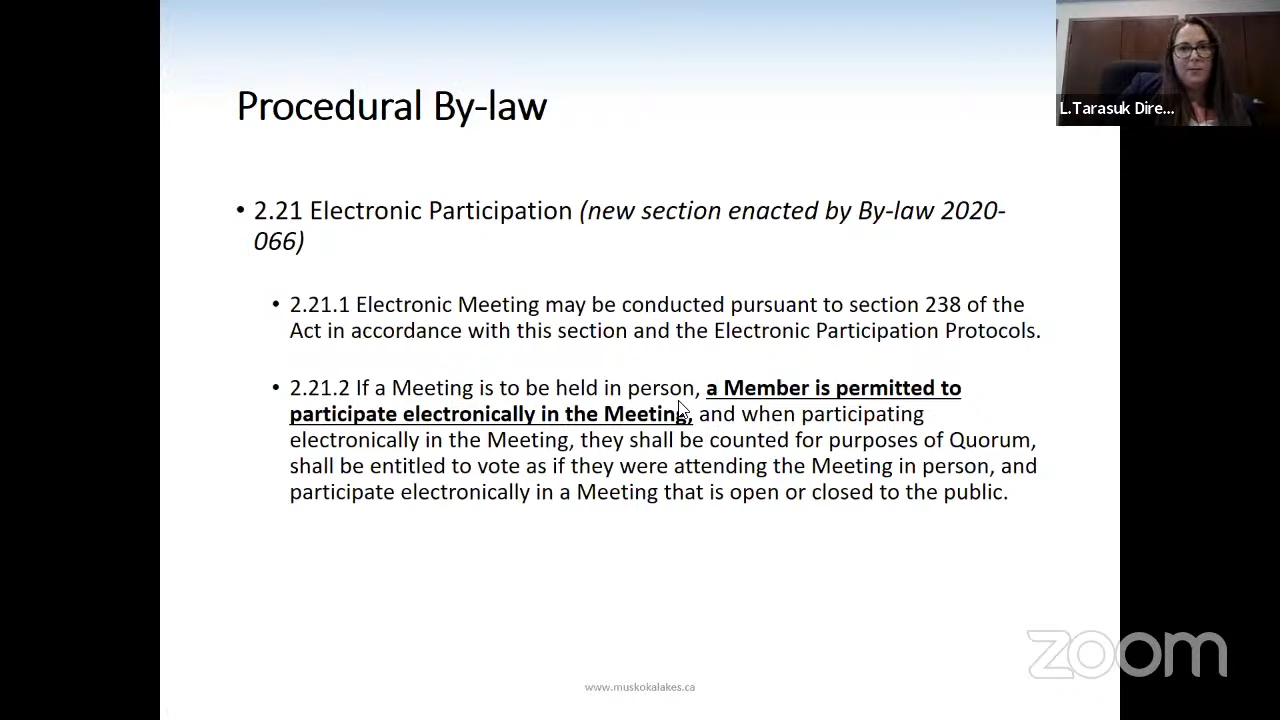 Procedural By-law
L.Tarasuk Dire...
• 2.21 Electronic Participation (new section enacted by By-law 2020-
066)
• 2.21.1 Electronic Meeting may be conducted pursuant to section 238 of the
Act in accordance with this section and the Electronic Participation Protocols.
• 2.21.2 If a Meeting is to be held in person, a Member is permitted to
participate electronically in the Meeting, and when participating
electronically in the Meeting, they shall be counted for purposes of Quorum,
shall be entitled to vote as if they were attending the Meeting in person, and
participate electronically in a Meeting that is open or closed to the public.
zoom
www.muskokalakes.ca